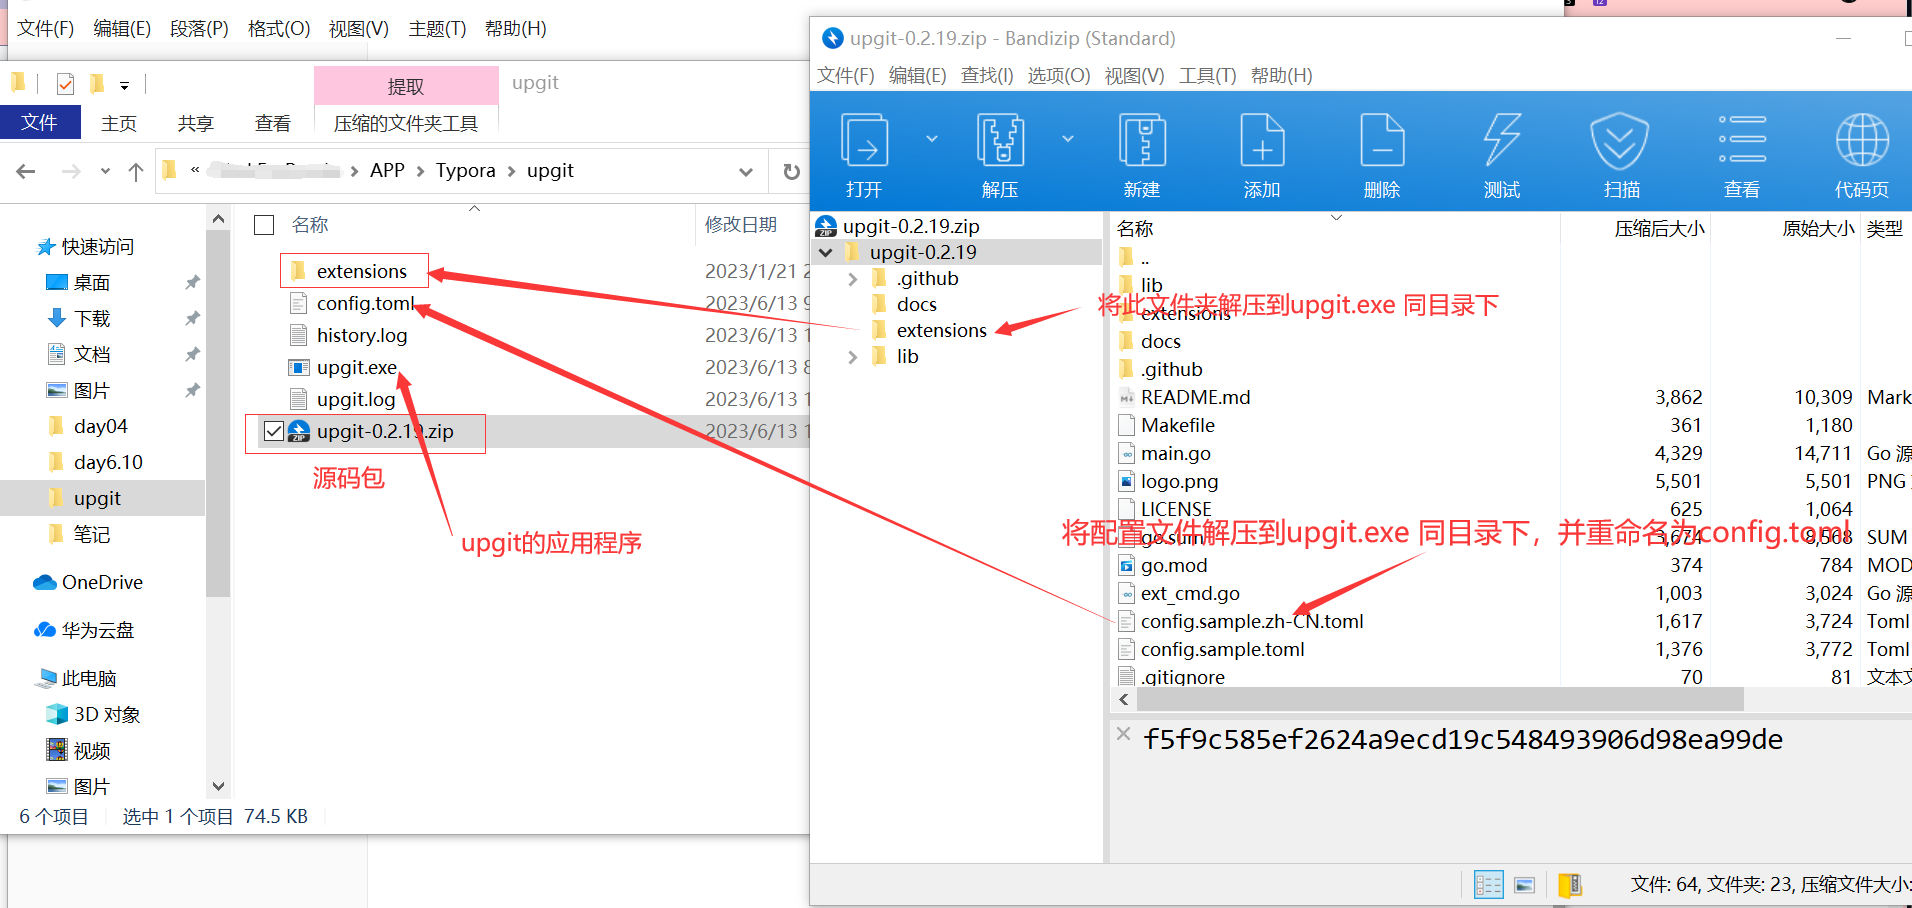 文件(F) 编辑(E) 段落(P) 格式(O) 视图(V) 主题(T) 帮助(H)
提取 upgit
文件 主页 共享 查看 压缩的文件夹工具
« APP › Typora › upgit
快速访问
桌面
下载
文档
图片
day04
day6.10
upgit
笔记
OneDrive
华为云盘
此电脑
3D 对象
视频
图片
名称 修改日期
extensions 2023/1/21 2
config.toml 2023/6/13 9
history.log 2023/6/13 1
upgit.exe 2023/6/13 8
upgit.log 2023/6/13 1
upgit-0.2.19.zip 2023/6/13 1
源码包
upgit的应用程序
6 个项目 选中 1 个项目 74.5 KB
upgit-0.2.19.zip - Bandizip (Standard)
文件(F) 编辑(E) 查找(I) 选项(O) 视图(V) 工具(T) 帮助(H)
打开 解压 新建 添加 删除 测试 扫描 查看 代码页
upgit-0.2.19.zip
upgit-0.2.19
.github
docs
extensions
lib
名称 压缩后大小 原始大小 类型
..
lib
将此文件夹解压到upgit.exe 同目录下
extensions
docs
.github
README.md 3,862 10,309 Mark
Makefile 361 1,180
main.go 4,329 14,711 Go 源
logo.png 5,501 5,501 PNG
LICENSE 625 1,064
将配置文件解压到upgit.exe 同目录下，并重命名为config.toml
go.sum 3,674 8,568 SUM
go.mod 374 784 MOD
ext_cmd.go 1,003 3,024 Go 源
config.sample.zh-CN.toml 1,617 3,724 Toml
config.sample.toml 1,376 3,772 Toml
.gitignore 70 81 文本文
f5f9c585ef2624a9ecd19c548493906d98ea99de
文件: 64, 文件夹: 23, 压缩文件大小: